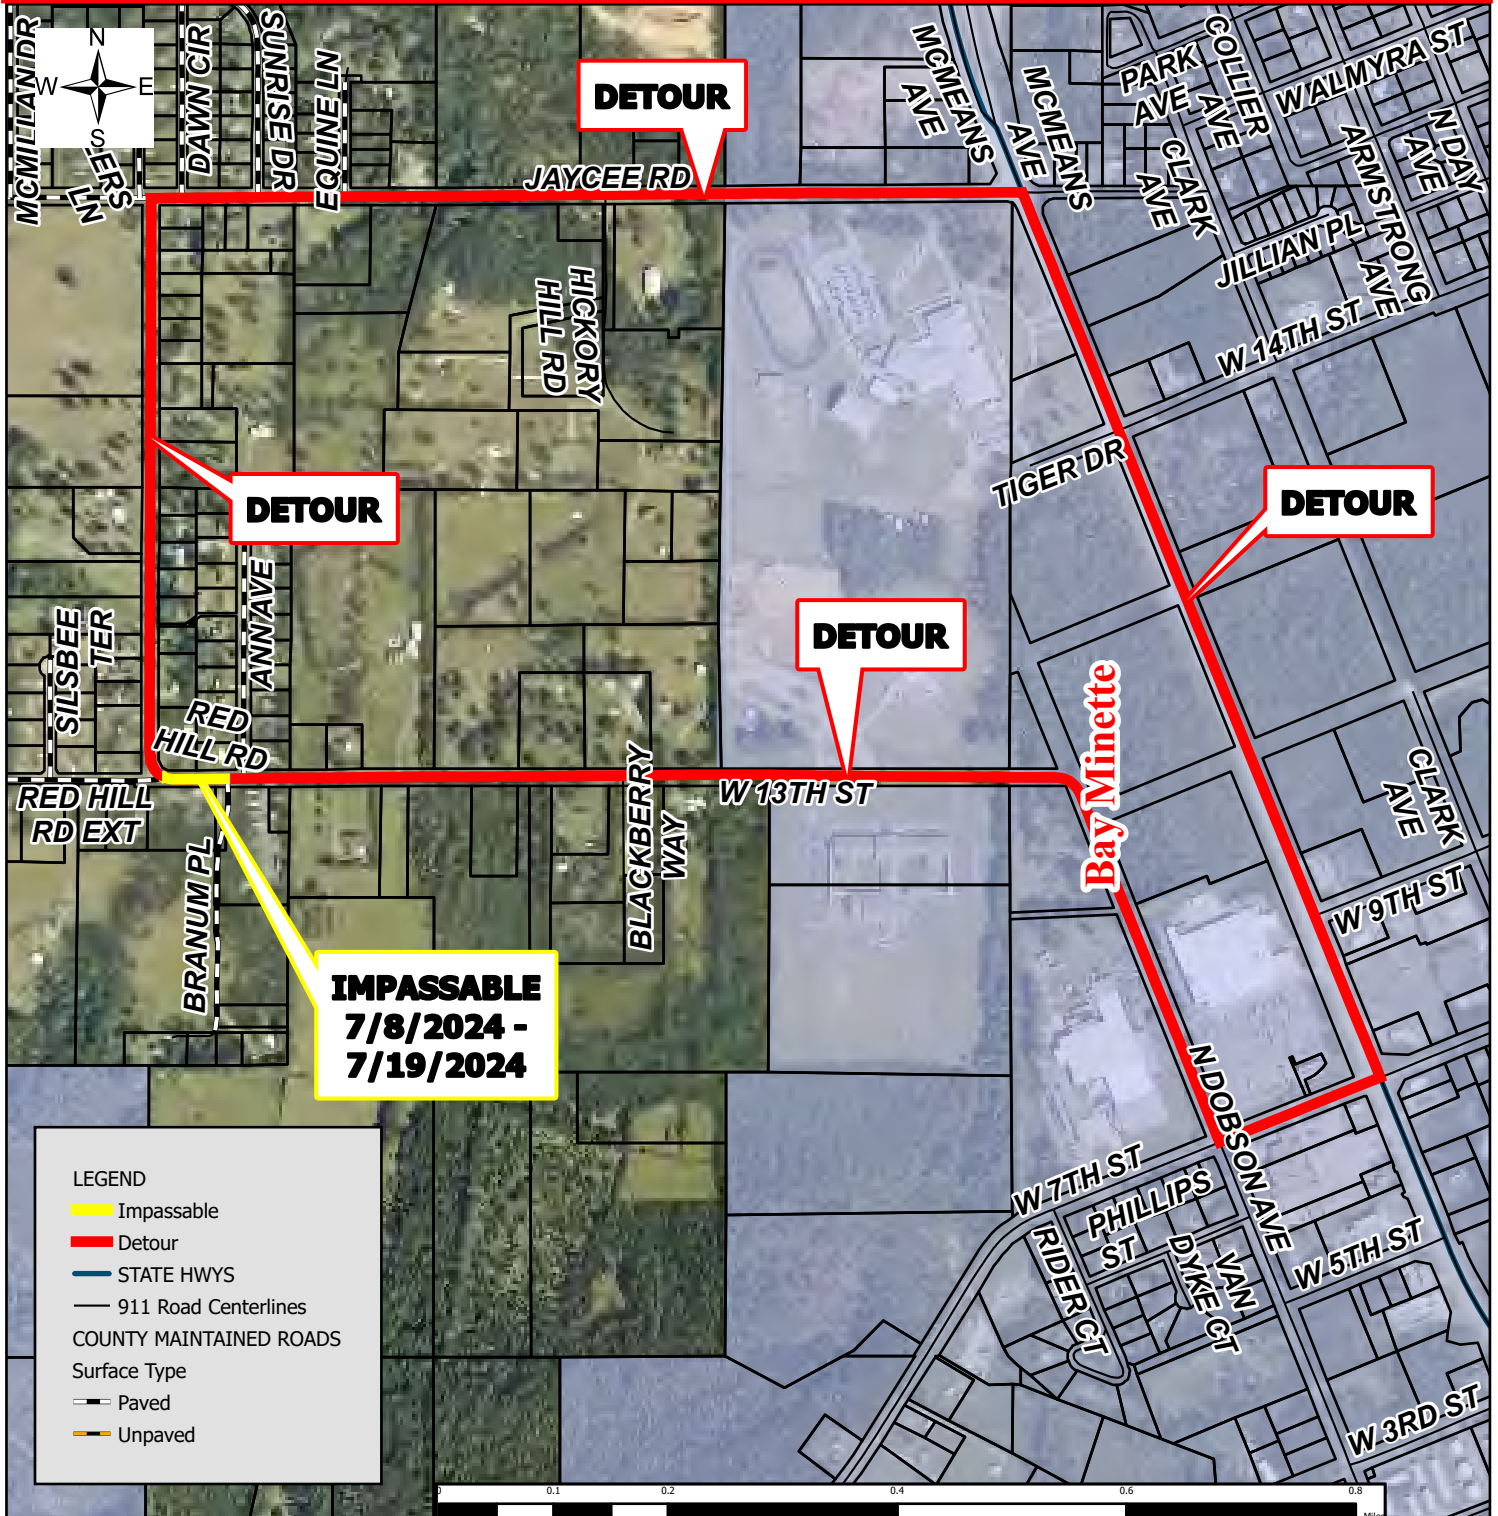 N
W
E
S
MCMILLAN DR
ERS
LN
DAWN CIR
SUNRISE DR
EQUINE LN
DETOUR
JAYCEE RD
MCMEANS
AVE
MCMEANS
AVE
PARK
AVE
COLLIER
AVE
W ALMYRA ST
N DAY
AVE
ARMSTRONG
AVE
CLARK
AVE
JILLIAN PL
W 14TH ST
HICKORY
HILL RD
TIGER DR
DETOUR
DETOUR
ANN AVE
SILSBEE
TER
DETOUR
Bay Minette
RED
HILL RD
RED HILL
RD EXT
W 13TH ST
BLACKBERRY
WAY
BRANUM PL
CLARK
AVE
W 9TH ST
IMPASSABLE
7/8/2024 -
7/19/2024
N DOBSON AVE
W 7TH ST
PHILLIPS
ST
RIDER CT
VAN
DYKE CT
W 5TH ST
W 3RD ST
LEGEND
Impassable
Detour
STATE HWYS
911 Road Centerlines
COUNTY MAINTAINED ROADS
Surface Type
Paved
Unpaved
0 0.1 0.2 0.4 0.6 0.8